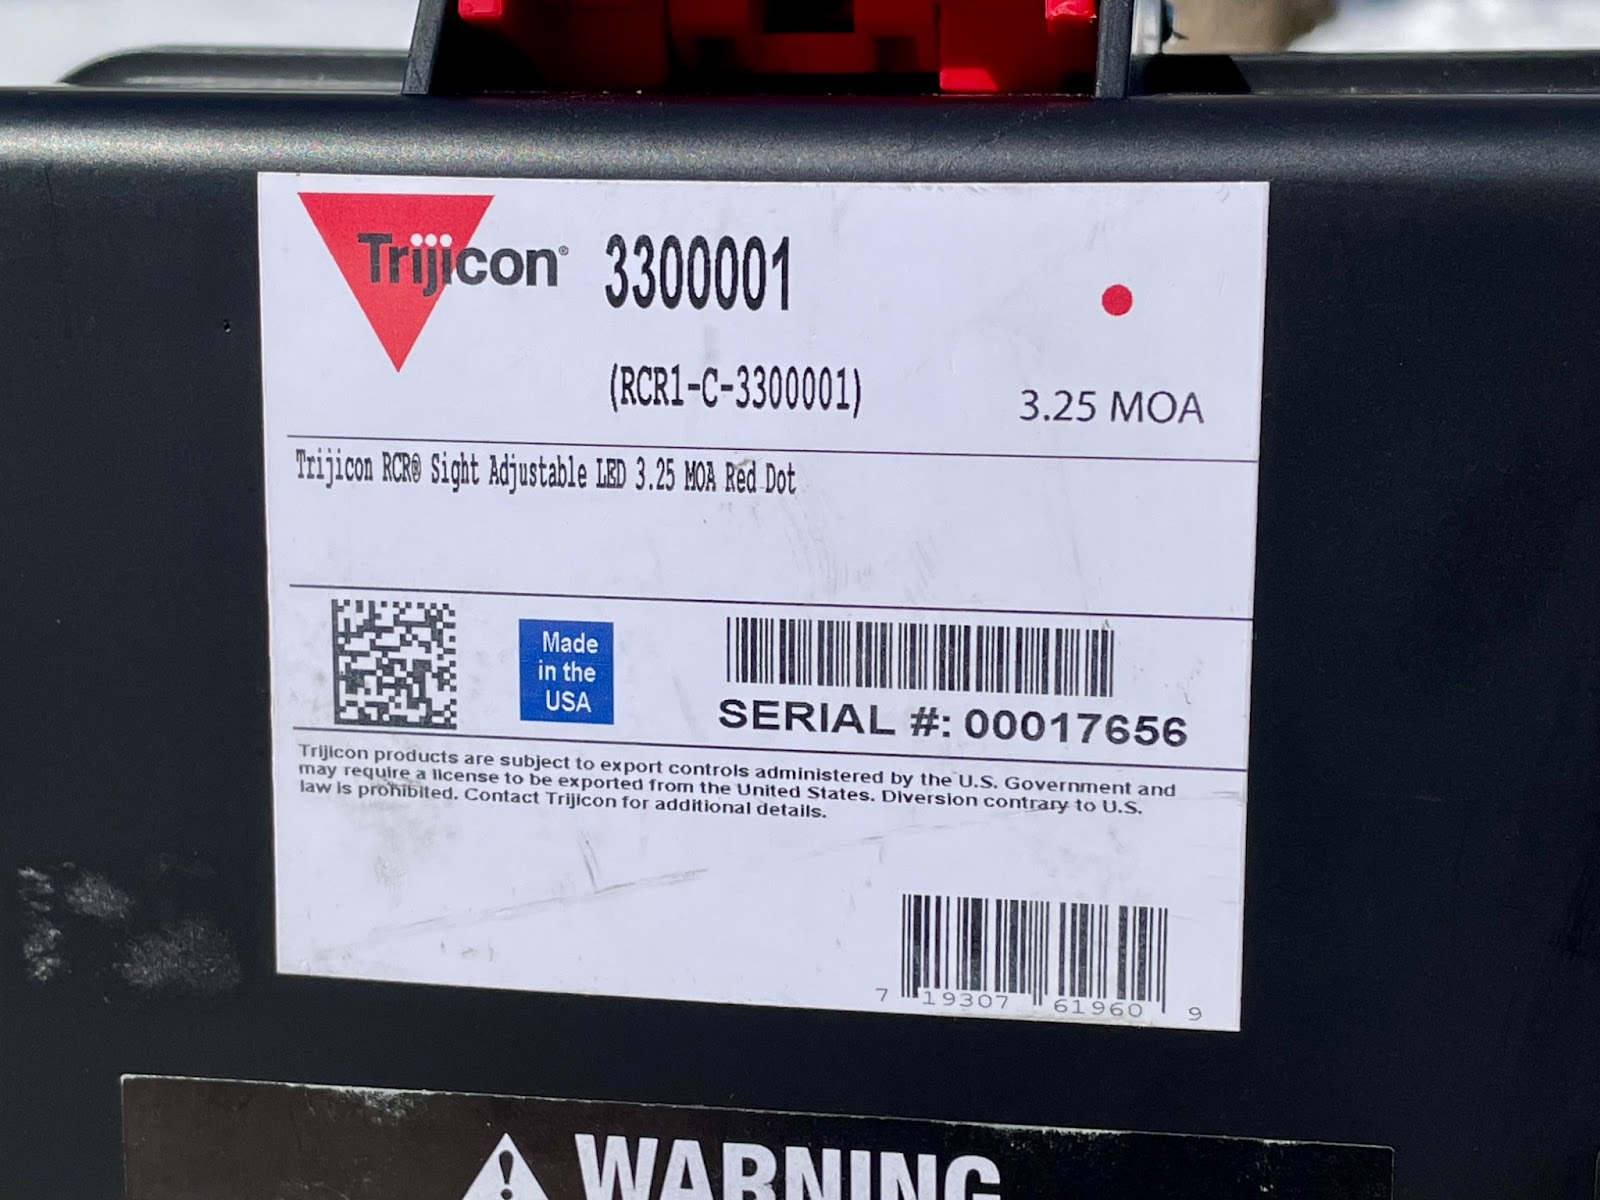 Trijicon® 3300001
(RCR1-C-3300001)
3.25 MOA
Trijicon RCR® Sight Adjustable LED 3.25 MOA Red Dot
Made
in the
USA
SERIAL #: 00017656
Trijicon products are subject to export controls administered by the U.S. Government and
may require a license to be exported from the United States. Diversion contrary to U.S.
law is prohibited. Contact Trijicon for additional details.
7 19307 61960 9
WARNING